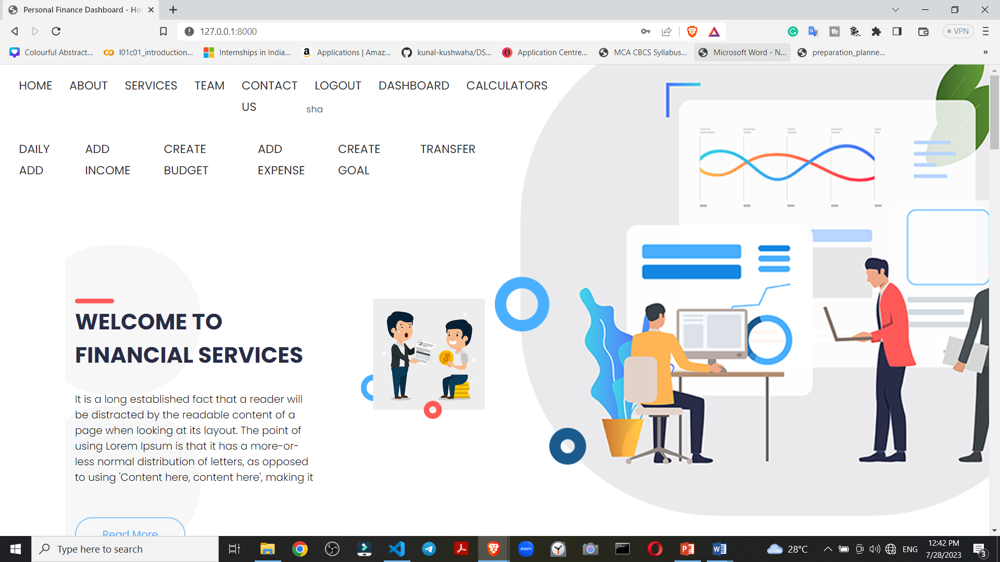 Personal Finance Dashboard - Ho
127.0.0.1:8000
VPN
Colourful Abstract...
l01c01_introduction...
Internships in India...
Applications | Amaz...
kunal-kushwaha/DS...
Application Centre...
MCA CBCS Syllabus...
Microsoft Word - N...
preparation_planne...
»
HOME ABOUT SERVICES TEAM CONTACT US LOGOUT DASHBOARD CALCULATORS
sha
DAILY ADD
ADD INCOME
CREATE BUDGET
ADD EXPENSE
CREATE GOAL
TRANSFER
WELCOME TO
FINANCIAL SERVICES
It is a long established fact that a reader will
be distracted by the readable content of a
page when looking at its layout. The point of
using Lorem Ipsum is that it has a more-or-
less normal distribution of letters, as opposed
to using 'Content here, content here', making it
Read More
Type here to search
zoom
28°C
ENG
12:42 PM
7/28/2023
3